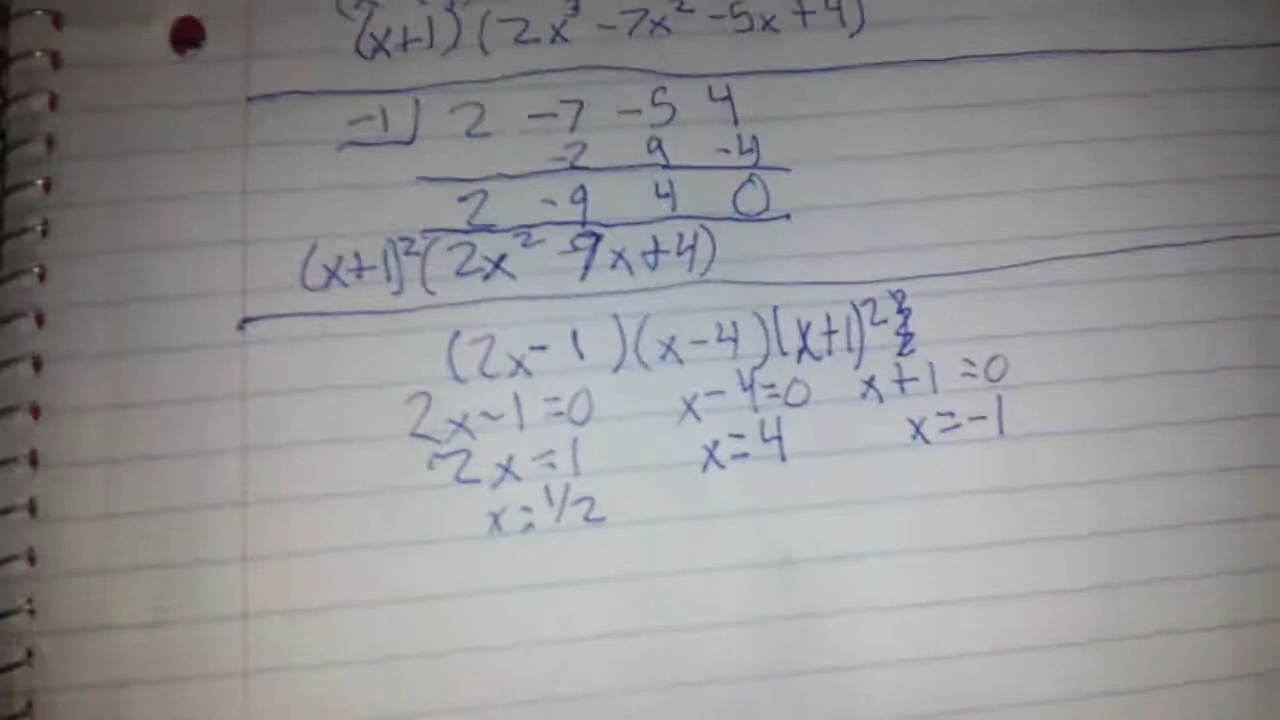 (x+1)(2x³ -7x² -5x +4)
-1 2 -7 -5 4
-2 9 -4
2 -9 4 0
(x+1)²(2x² -9x+4)
(2x-1)(x-4)(x+1)²
2x-1=0 x-4=0 x+1=0
2x=1 x=4 x=-1
x=1/2